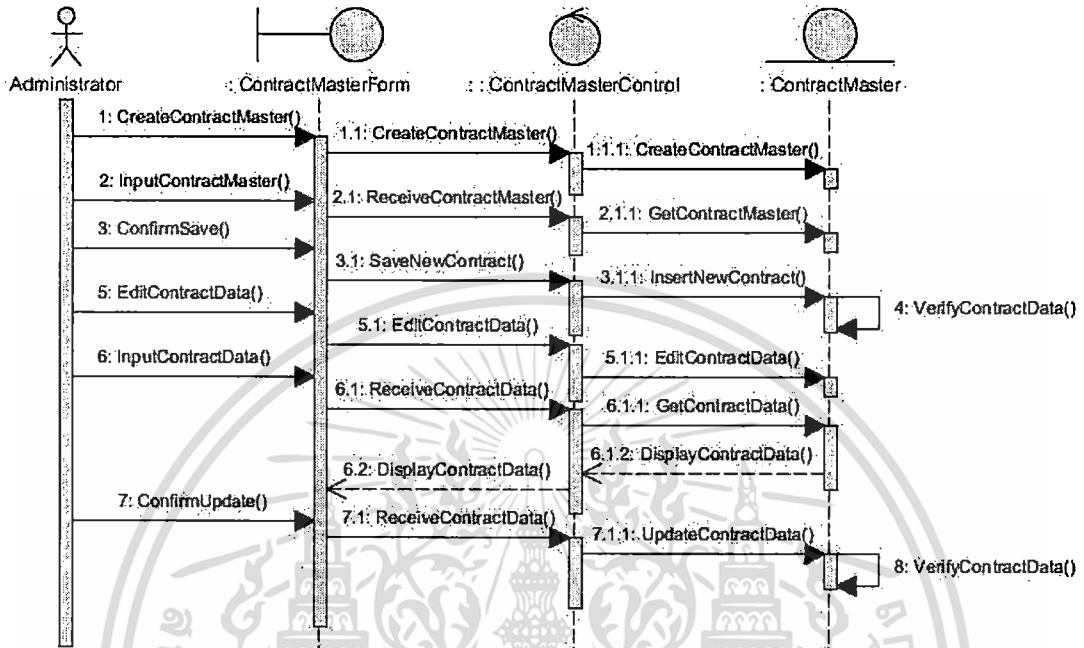 Administrator
: ContractMasterForm
: : ContractMasterControl
: ContractMaster
1: CreateContractMaster()
1.1: CreateContractMaster()
1.1.1: CreateContractMaster()
2: InputContractMaster()
2.1: ReceiveContractMaster()
2.1.1: GetContractMaster()
3: ConfirmSave()
3.1: SaveNewContract()
3.1.1: InsertNewContract()
4: VerifyContractData()
5: EditContractData()
5.1: EditContractData()
5.1.1: EditContractData()
6: InputContractData()
6.1: ReceiveContractData()
6.1.1: GetContractData()
6.1.2: DisplayContractData()
6.2: DisplayContractData()
7: ConfirmUpdate()
7.1: ReceiveContractData()
7.1.1: UpdateContractData()
8: VerifyContractData()